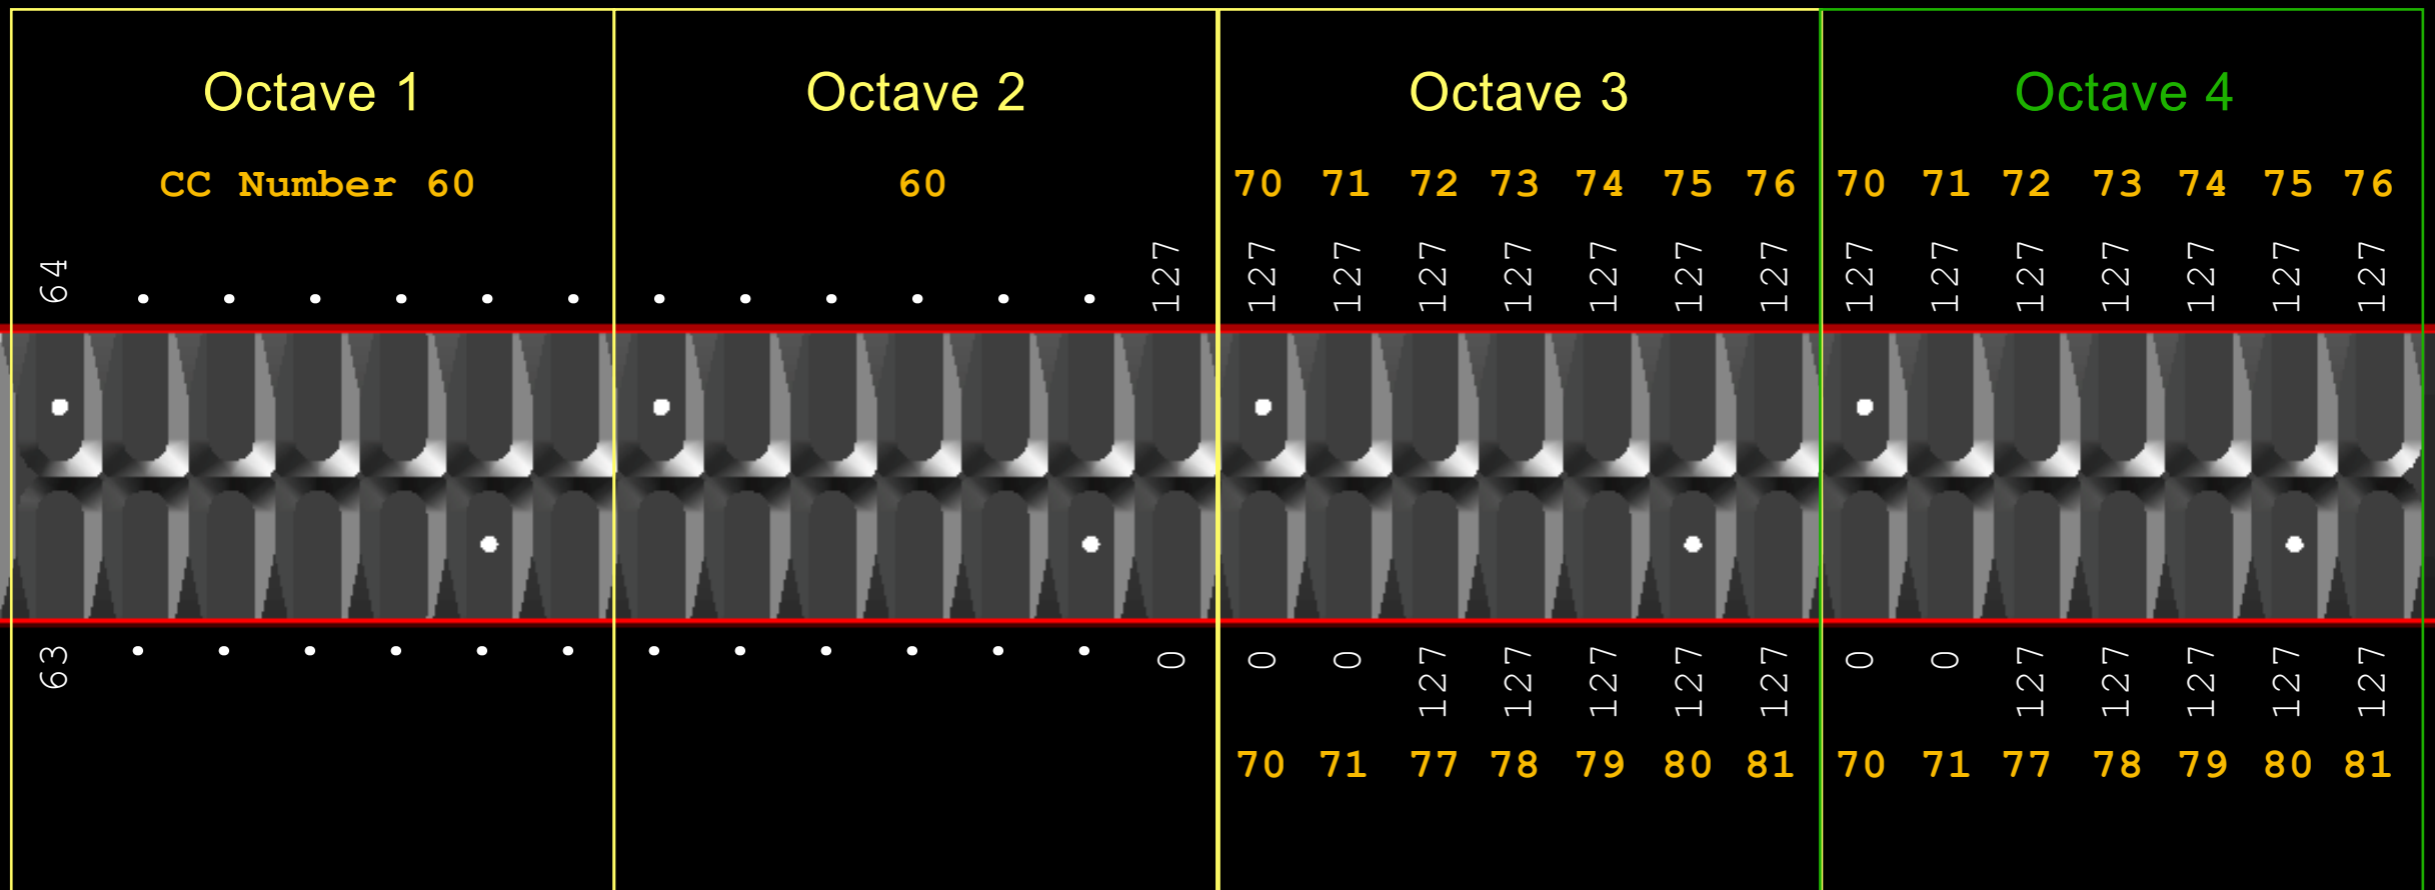 Octave 1 Octave 2 Octave 3 Octave 4
CC Number 60 60 70 71 72 73 74 75 76 70 71 72 73 74 75 76
64 127 127 127 127 127 127 127 127 127 127 127 127 127 127 127
63 0 0 0 127 127 127 127 127 0 0 127 127 127 127 127
70 71 77 78 79 80 81 70 71 77 78 79 80 81